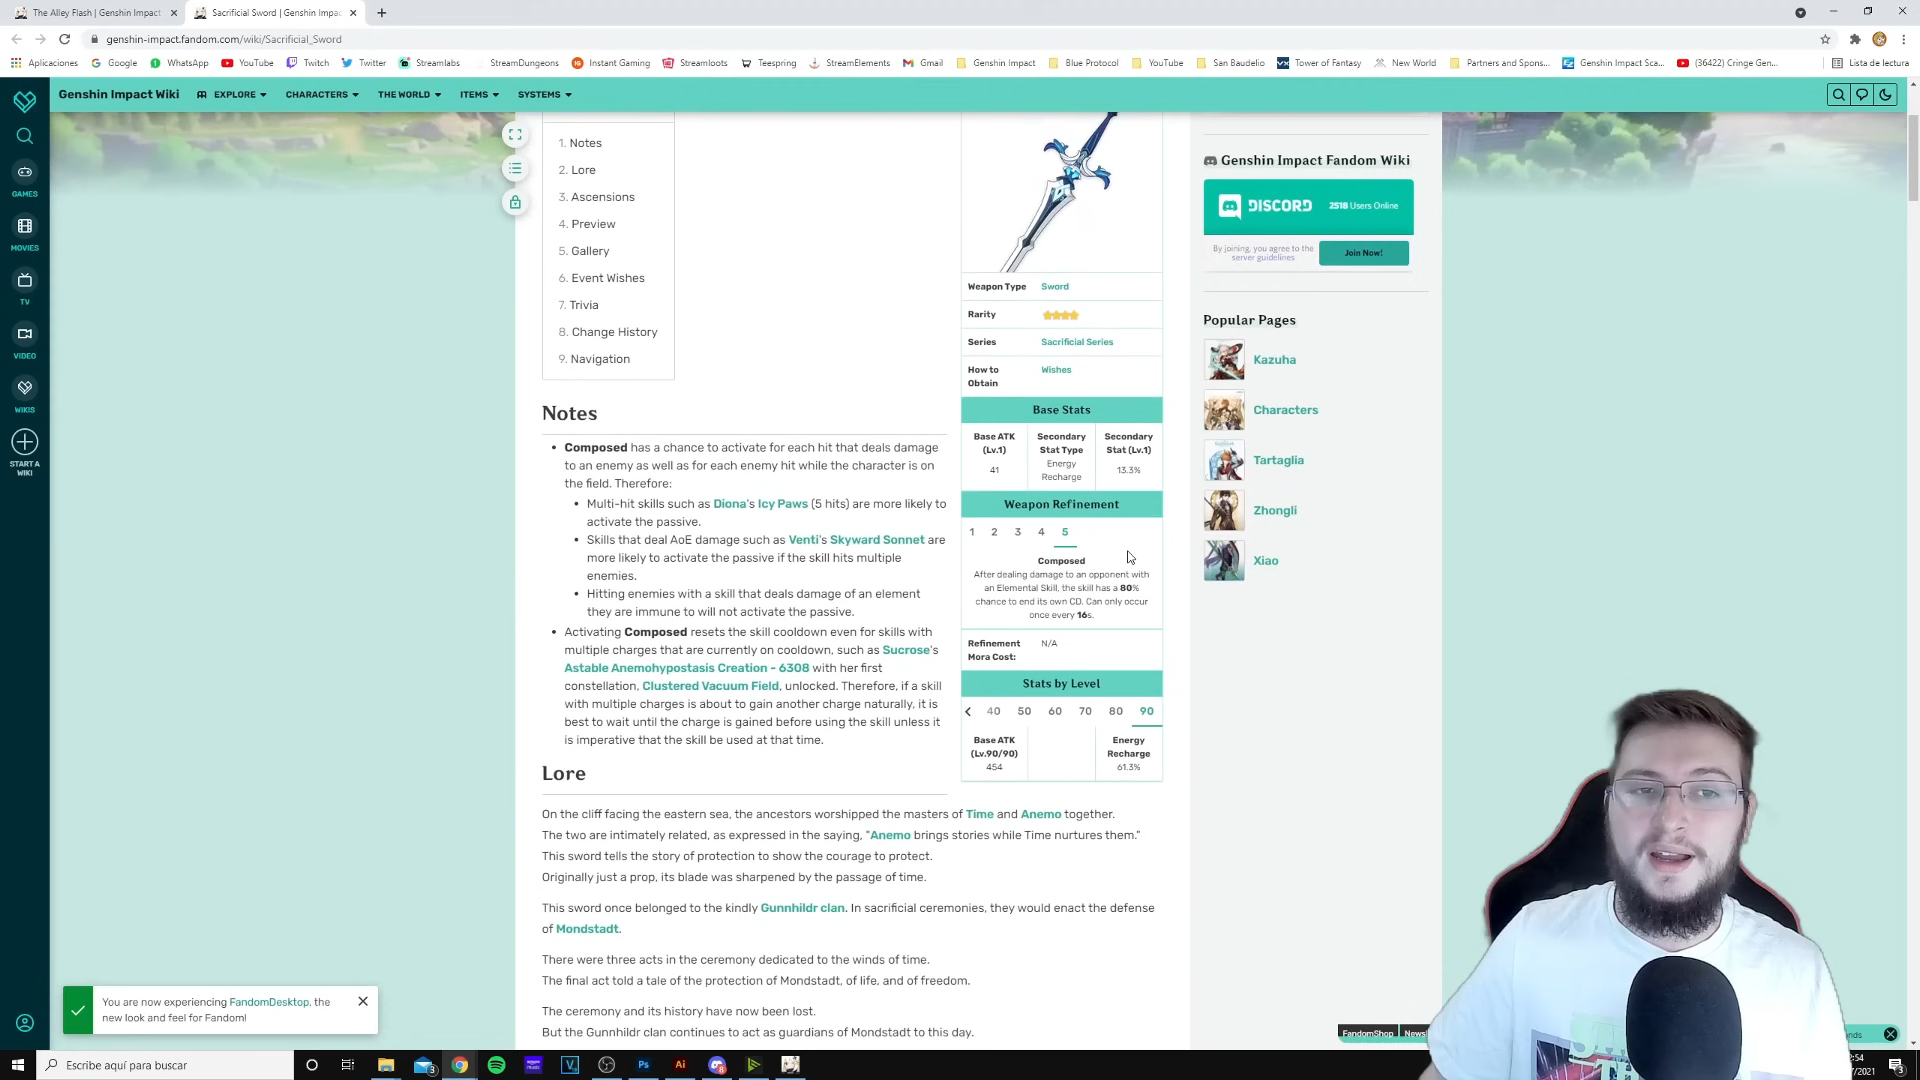 The Alley Flash | Genshin Impact
Sacrificial Sword | Genshin Impac
genshin-impact.fandom.com/wiki/Sacrificial_Sword
Aplicaciones
Google
WhatsApp
YouTube
Twitch
Twitter
Streamlabs
StreamDungeons
Instant Gaming
Streamloots
Teespring
StreamElements
Gmail
Genshin Impact
Blue Protocol
YouTube
San Baudelio
Tower of Fantasy
New World
Partners and Spons...
Genshin Impact Sca...
(36422) Cringe Gen...
Lista de lectura
Genshin Impact Wiki
EXPLORE
CHARACTERS
THE WORLD
ITEMS
SYSTEMS
GAMES
MOVIES
TV
VIDEO
WIKIS
START A
WIKI
1. Notes
2. Lore
3. Ascensions
4. Preview
5. Gallery
6. Event Wishes
7. Trivia
8. Change History
9. Navigation
Notes
Composed has a chance to activate for each hit that deals damage
to an enemy as well as for each enemy hit while the character is on
the field. Therefore:
Multi-hit skills such as Diona's Icy Paws (5 hits) are more likely to
activate the passive.
Skills that deal AoE damage such as Venti's Skyward Sonnet are
more likely to activate the passive if the skill hits multiple
enemies.
Hitting enemies with a skill that deals damage of an element
they are immune to will not activate the passive.
Activating Composed resets the skill cooldown even for skills with
multiple charges that are currently on cooldown, such as Sucrose's
Astable Anemohypostasis Creation - 6308 with her first
constellation, Clustered Vacuum Field, unlocked. Therefore, if a skill
with multiple charges is about to gain another charge naturally, it is
best to wait until the charge is gained before using the skill unless it
is imperative that the skill be used at that time.
Lore
On the cliff facing the eastern sea, the ancestors worshipped the masters of Time and Anemo together.
The two are intimately related, as expressed in the saying, "Anemo brings stories while Time nurtures them."
This sword tells the story of protection to show the courage to protect.
Originally just a prop, its blade was sharpened by the passage of time.
This sword once belonged to the kindly Gunnhildr clan. In sacrificial ceremonies, they would enact the defense
of Mondstadt.
There were three acts in the ceremony dedicated to the winds of time.
The final act told a tale of the protection of Mondstadt, of life, and of freedom.
The ceremony and its history have now been lost.
But the Gunnhildr clan continues to act as guardians of Mondstadt to this day.
Weapon Type Sword
Rarity
Series Sacrificial Series
How to
Obtain
Wishes
Base Stats
Base ATK
(Lv.1)
41
Secondary
Stat Type
Energy
Recharge
Secondary
Stat (Lv.1)
13.3%
Weapon Refinement
1 2 3 4 5
Composed
After dealing damage to an opponent with
an Elemental Skill, the skill has a 80%
chance to end its own CD. Can only occur
once every 16s.
Refinement
Mora Cost:
N/A
Stats by Level
40 50 60 70 80 90
Base ATK
(Lv.90/90)
454
Energy
Recharge
61.3%
Genshin Impact Fandom Wiki
DISCORD
2518 Users Online
By joining, you agree to the
server guidelines
Join Now!
Popular Pages
Kazuha
Characters
Tartaglia
Zhongli
Xiao
You are now experiencing FandomDesktop, the
new look and feel for Fandom!
FandomShop
Escribe aquí para buscar